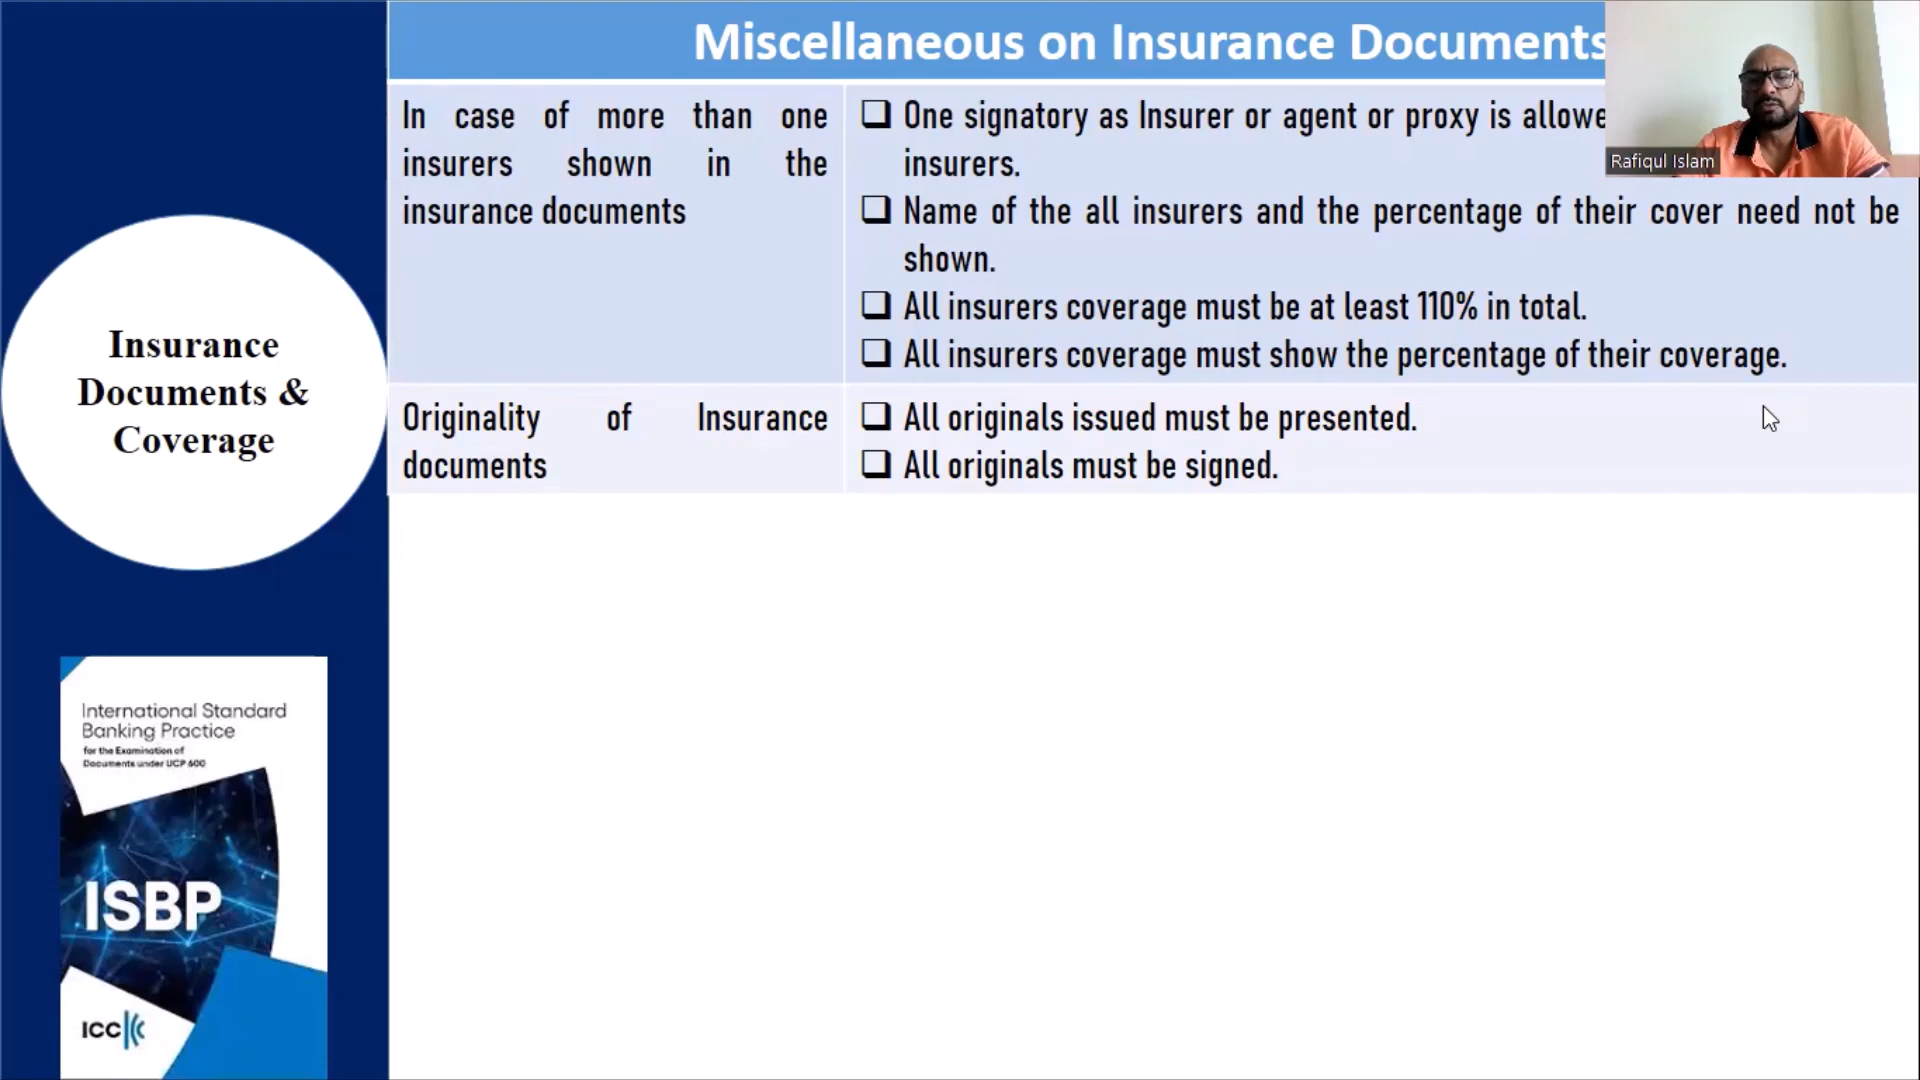 Miscellaneous on Insurance Documents
In case of more than one
insurers shown in the
insurance documents
❑ One signatory as Insurer or agent or proxy is allowe
insurers.
❑ Name of the all insurers and the percentage of their cover need not be
shown.
❑ All insurers coverage must be at least 110% in total.
❑ All insurers coverage must show the percentage of their coverage.
Originality of Insurance
documents
❑ All originals issued must be presented.
❑ All originals must be signed.
Rafiqul Islam
Insurance
Documents &
Coverage
International Standard
Banking Practice
for the Examination of
Documents under UCP 600
ISBP
ICC